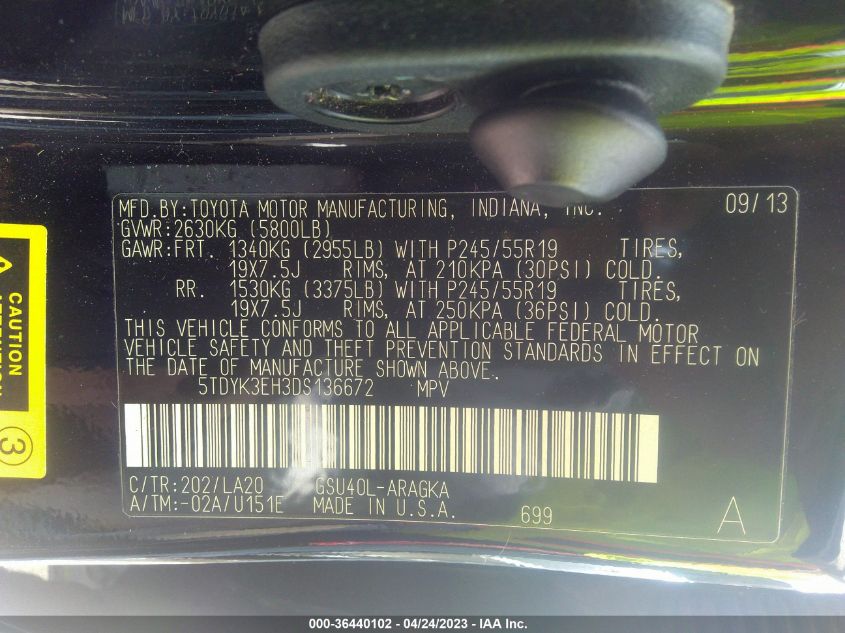 MFD.BY:TOYOTA MOTOR MANUFACTURING, INDIANA, INC. 09/13
GVWR:2630KG (5800LB)
GAWR:FRT. 1340KG (2955LB) WITH P245/55R19 TIRES,
19X7.5J RIMS, AT 210KPA (30PSI) COLD.
RR. 1530KG (3375LB) WITH P245/55R19 TIRES,
19X7.5J RIMS, AT 250KPA (36PSI) COLD.
THIS VEHICLE CONFORMS TO ALL APPLICABLE FEDERAL MOTOR
VEHICLE SAFETY AND THEFT PREVENTION STANDARDS IN EFFECT ON
THE DATE OF MANUFACTURE SHOWN ABOVE.
5TDYK3EH3DS136672 MPV
C/TR:202/LA20 GSU40L-ARAGKA
A/TM:-02A/U151E MADE IN U.S.A. 699 A
CAUTION
3
000-36440102 - 04/24/2023 - IAA Inc.